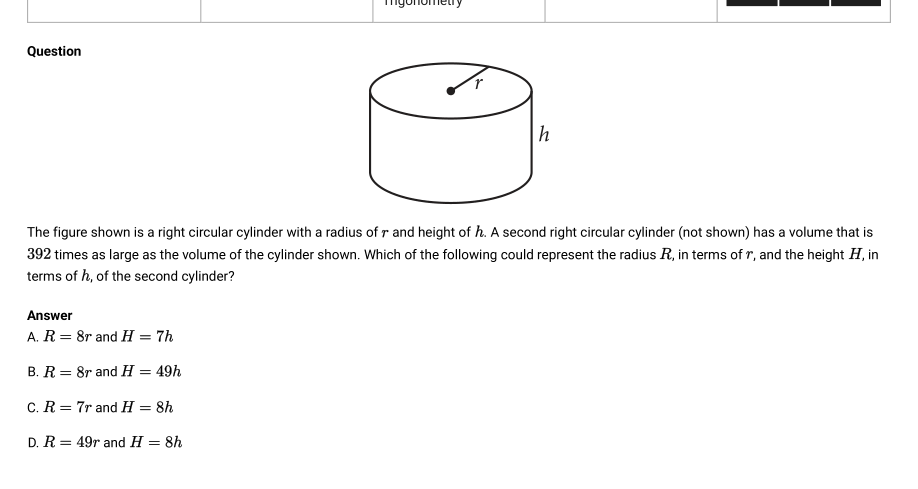 Trigonometry
Question
r
h
The figure shown is a right circular cylinder with a radius of r and height of h. A second right circular cylinder (not shown) has a volume that is
392 times as large as the volume of the cylinder shown. Which of the following could represent the radius R, in terms of r, and the height H, in
terms of h, of the second cylinder?
Answer
A. R = 8r and H = 7h
B. R = 8r and H = 49h
C. R = 7r and H = 8h
D. R = 49r and H = 8h